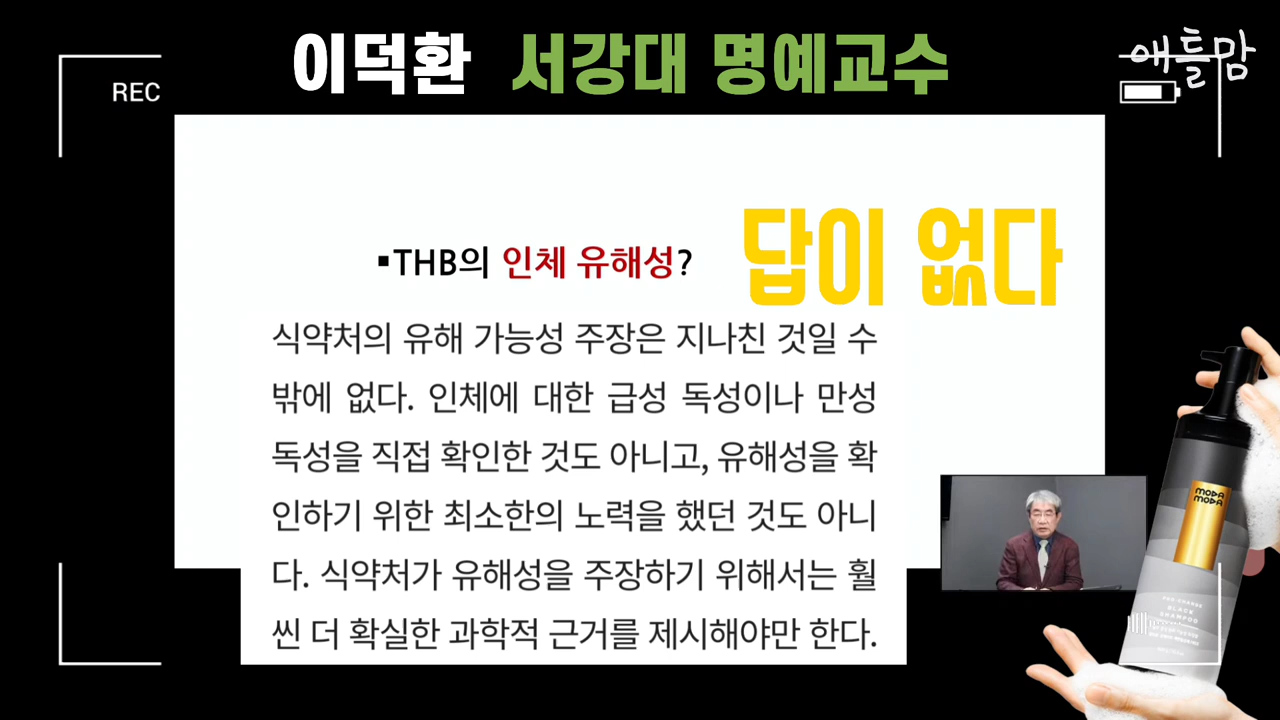 이덕환 서강대 명예교수
애틀맘
REC
답이 없다
▪THB의 인체 유해성?
식약처의 유해 가능성 주장은 지나친 것일 수
밖에 없다. 인체에 대한 급성 독성이나 만성
독성을 직접 확인한 것도 아니고, 유해성을 확
인하기 위한 최소한의 노력을 했던 것도 아니
다. 식약처가 유해성을 주장하기 위해서는 훨
씬 더 확실한 과학적 근거를 제시해야만 한다.
MODA
MODA
PRO CHANGE
BLACK
SHAMPOO